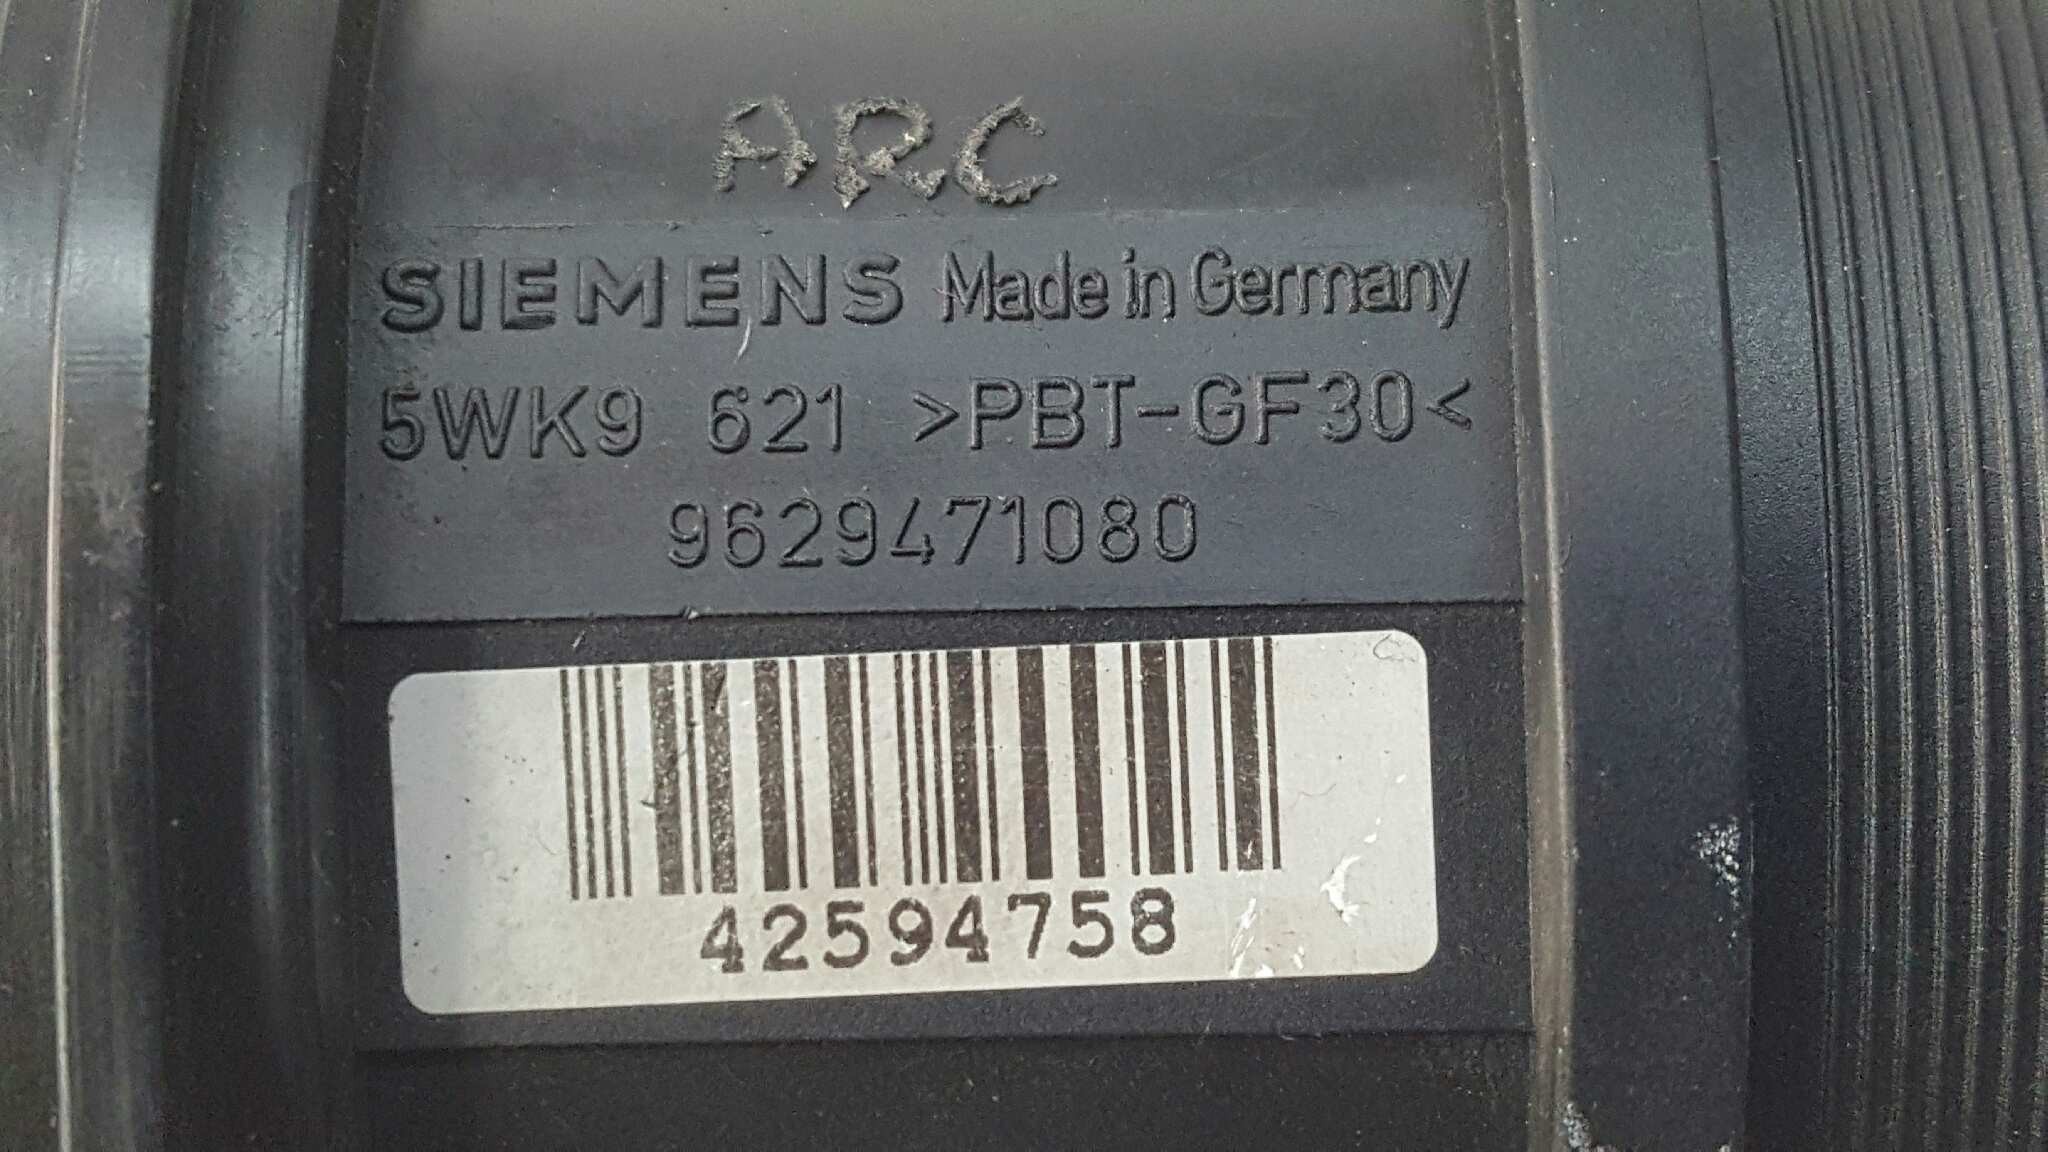 ARC
SIEMENS Made in Germany
5WK9 621 >PBT-GF30<
9629471080
42594758